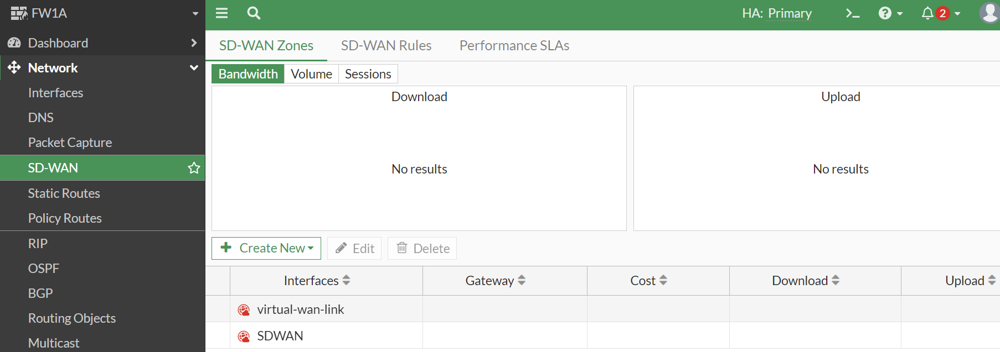 FW1A
HA: Primary
2
Dashboard
Network
Interfaces
DNS
Packet Capture
SD-WAN
Static Routes
Policy Routes
RIP
OSPF
BGP
Routing Objects
Multicast
SD-WAN Zones SD-WAN Rules Performance SLAs
Bandwidth Volume Sessions
Download
No results
Upload
No results
Create New Edit Delete
Interfaces Gateway Cost Download Upload
virtual-wan-link
SDWAN